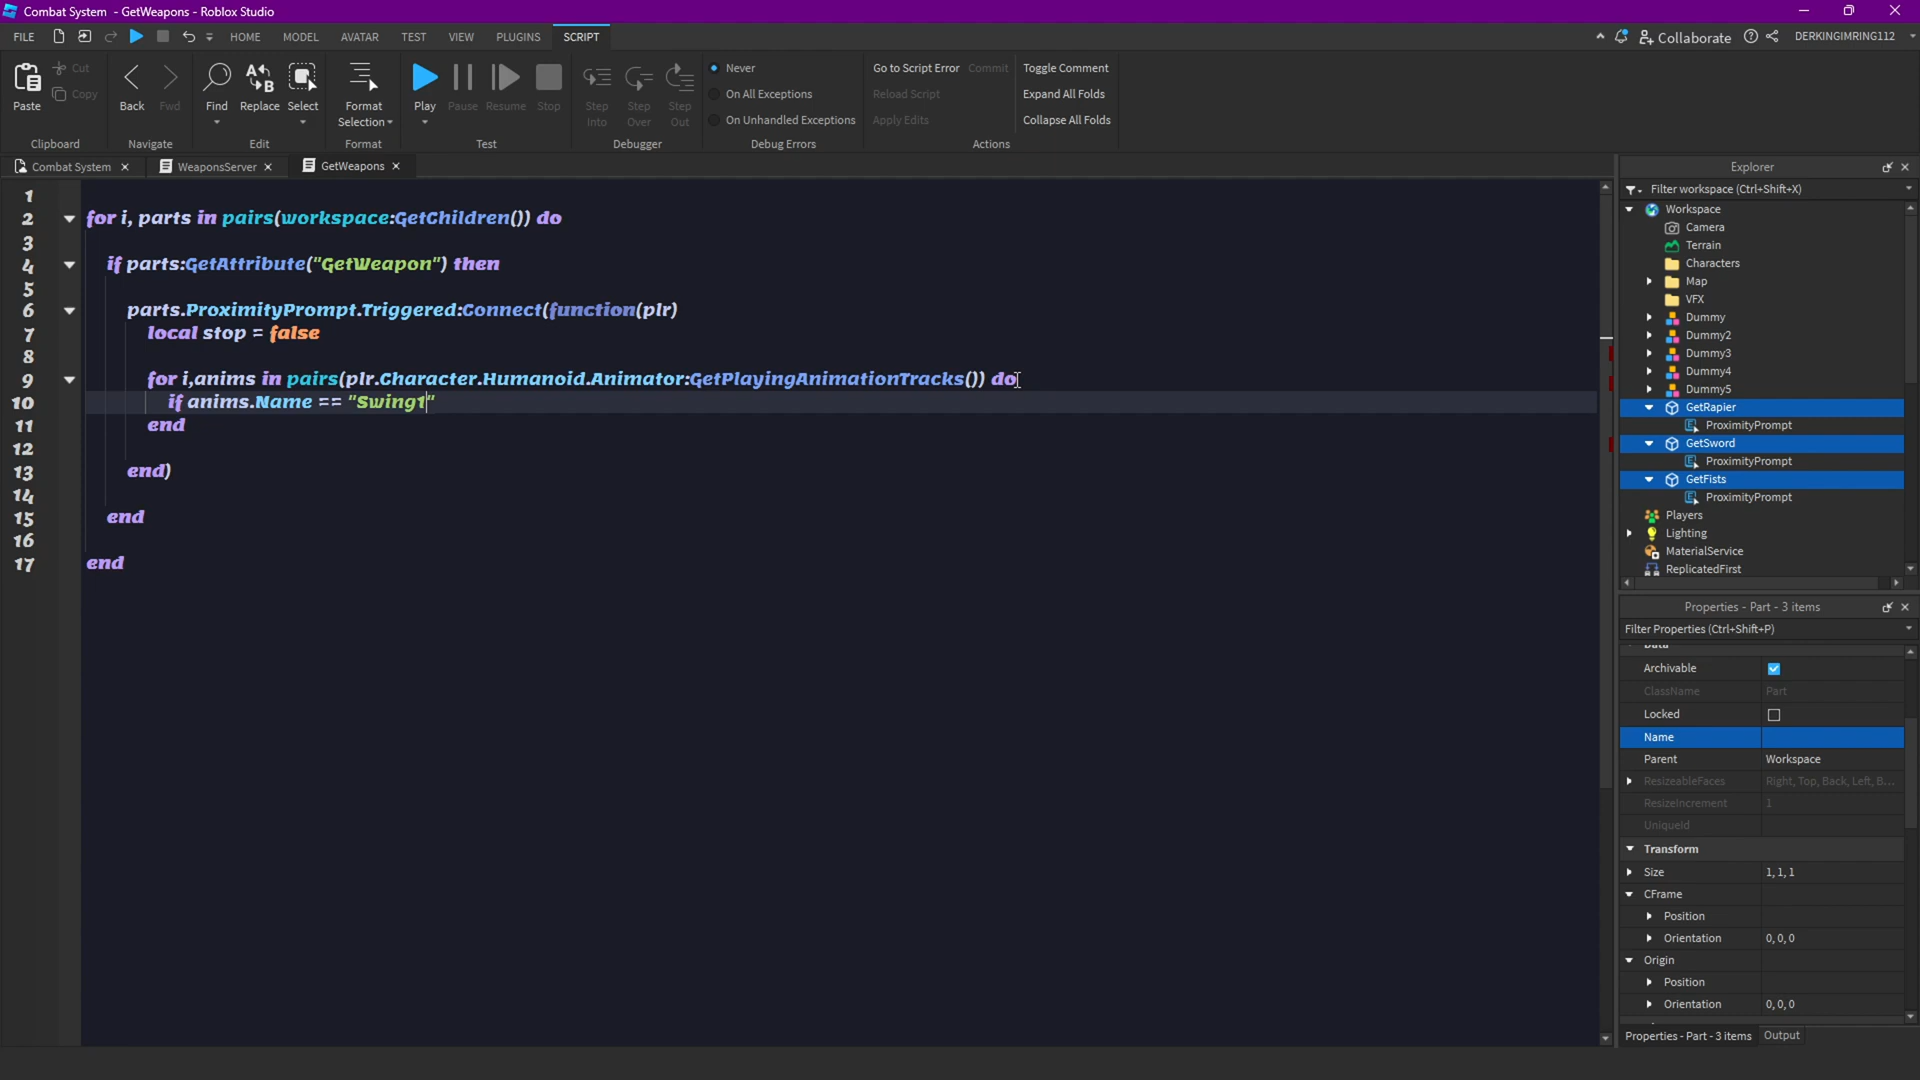 Combat System - GetWeapons - Roblox Studio
FILE HOME MODEL AVATAR TEST VIEW PLUGINS SCRIPT Collaborate DERKINGIMRING112
Paste Cut Copy
Clipboard
Back Fwd
Navigate
Find Replace Select
Edit
Format Selection
Format
Play Pause Resume Stop
Test
Step Into Step Over Step Out
Debugger
Never
On All Exceptions
On Unhandled Exceptions
Debug Errors
Go to Script Error Commit
Reload Script
Apply Edits
Toggle Comment
Expand All Folds
Collapse All Folds
Actions
Combat System WeaponsServer GetWeapons
1
2 for i, parts in pairs(workspace:GetChildren()) do
3
4 if parts:GetAttribute("GetWeapon") then
5
6 parts.ProximityPrompt.Triggered:Connect(function(plr)
7 local stop = false
8
9 for i,anims in pairs(plr.Character.Humanoid.Animator:GetPlayingAnimationTracks()) do
10 if anims.Name == "Swing1"
11 end
12
13 end)
14
15 end
16
17 end
Explorer
Filter workspace (Ctrl+Shift+X)
Workspace
Camera
Terrain
Characters
Map
VFX
Dummy
Dummy2
Dummy3
Dummy4
Dummy5
GetRapier
ProximityPrompt
GetSword
ProximityPrompt
GetFists
ProximityPrompt
Players
Lighting
MaterialService
ReplicatedFirst
Properties - Part - 3 items
Filter Properties (Ctrl+Shift+P)
Data
Archivable
ClassName Part
Locked
Name
Parent Workspace
ResizeableFaces Right, Top, Back, Left, B...
ResizeIncrement 1
UniqueId
Transform
Size 1, 1, 1
CFrame
Position
Orientation 0, 0, 0
Origin
Position
Orientation 0, 0, 0
Properties - Part - 3 items Output